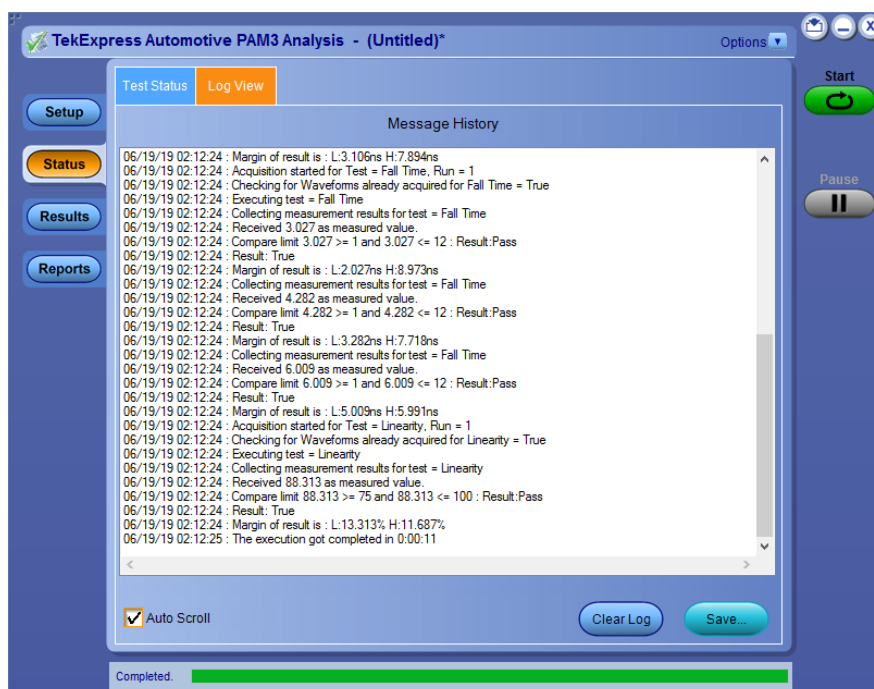 TekExpress Automotive PAM3 Analysis - (Untitled)*
Options
Start
Pause
Setup
Status
Results
Reports
Test Status
Log View
Message History
06/19/19 02:12:24 : Margin of result is : L:3.106ns H:7.894ns
06/19/19 02:12:24 : Acquisition started for Test = Fall Time, Run = 1
06/19/19 02:12:24 : Checking for Waveforms already acquired for Fall Time = True
06/19/19 02:12:24 : Executing test = Fall Time
06/19/19 02:12:24 : Collecting measurement results for test = Fall Time
06/19/19 02:12:24 : Received 3.027 as measured value.
06/19/19 02:12:24 : Compare limit 3.027 >= 1 and 3.027 <= 12 : Result:Pass
06/19/19 02:12:24 : Result: True
06/19/19 02:12:24 : Margin of result is : L:2.027ns H:8.973ns
06/19/19 02:12:24 : Collecting measurement results for test = Fall Time
06/19/19 02:12:24 : Received 4.282 as measured value.
06/19/19 02:12:24 : Compare limit 4.282 >= 1 and 4.282 <= 12 : Result:Pass
06/19/19 02:12:24 : Result: True
06/19/19 02:12:24 : Margin of result is : L:3.282ns H:7.718ns
06/19/19 02:12:24 : Collecting measurement results for test = Fall Time
06/19/19 02:12:24 : Received 6.009 as measured value.
06/19/19 02:12:24 : Compare limit 6.009 >= 1 and 6.009 <= 12 : Result:Pass
06/19/19 02:12:24 : Result: True
06/19/19 02:12:24 : Margin of result is : L:5.009ns H:5.991ns
06/19/19 02:12:24 : Acquisition started for Test = Linearity, Run = 1
06/19/19 02:12:24 : Checking for Waveforms already acquired for Linearity = True
06/19/19 02:12:24 : Executing test = Linearity
06/19/19 02:12:24 : Collecting measurement results for test = Linearity
06/19/19 02:12:24 : Received 88.313 as measured value.
06/19/19 02:12:24 : Compare limit 88.313 >= 75 and 88.313 <= 100 : Result:Pass
06/19/19 02:12:24 : Result: True
06/19/19 02:12:24 : Margin of result is : L:13.313% H:11.687%
06/19/19 02:12:25 : The execution got completed in 0:00:11
Auto Scroll
Clear Log
Save...
Completed.